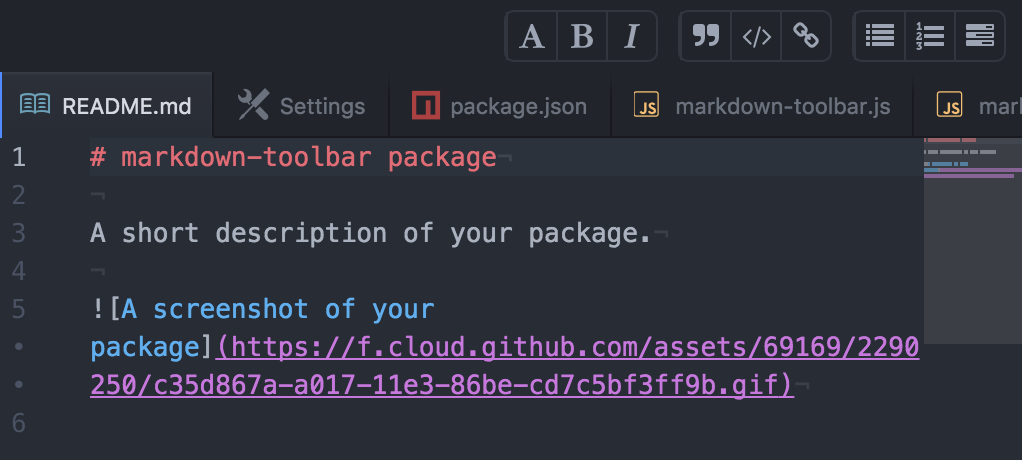 A B I
README.md Settings package.json JS markdown-toolbar.js JS mar
1 # markdown-toolbar package¬
2 ¬
3 A short description of your package.¬
4 ¬
5 ![A screenshot of your
• package](https://f.cloud.github.com/assets/69169/2290
• 250/c35d867a-a017-11e3-86be-cd7c5bf3ff9b.gif)¬
6